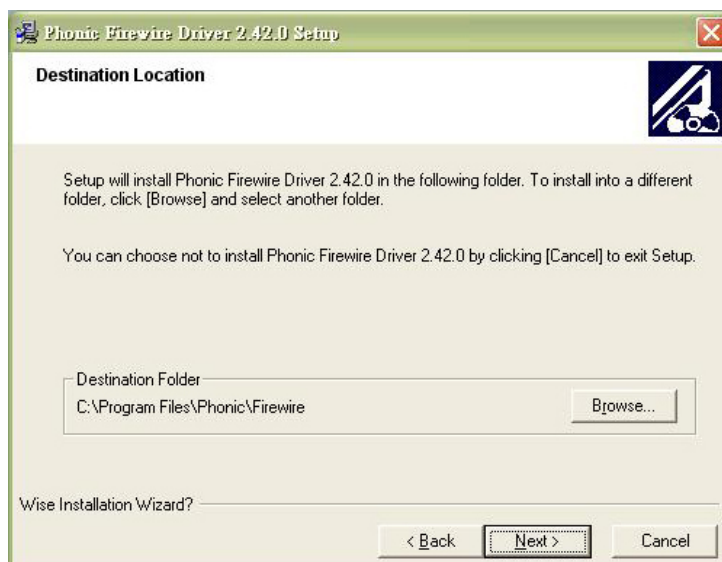 Phonic Firewire Driver 2.42.0 Setup
Destination Location
Setup will install Phonic Firewire Driver 2.42.0 in the following folder. To install into a different
folder, click [Browse] and select another folder.
You can choose not to install Phonic Firewire Driver 2.42.0 by clicking [Cancel] to exit Setup.
Destination Folder
C:\Program Files\Phonic\Firewire
Browse...
Wise Installation Wizard?
< Back
Next >
Cancel